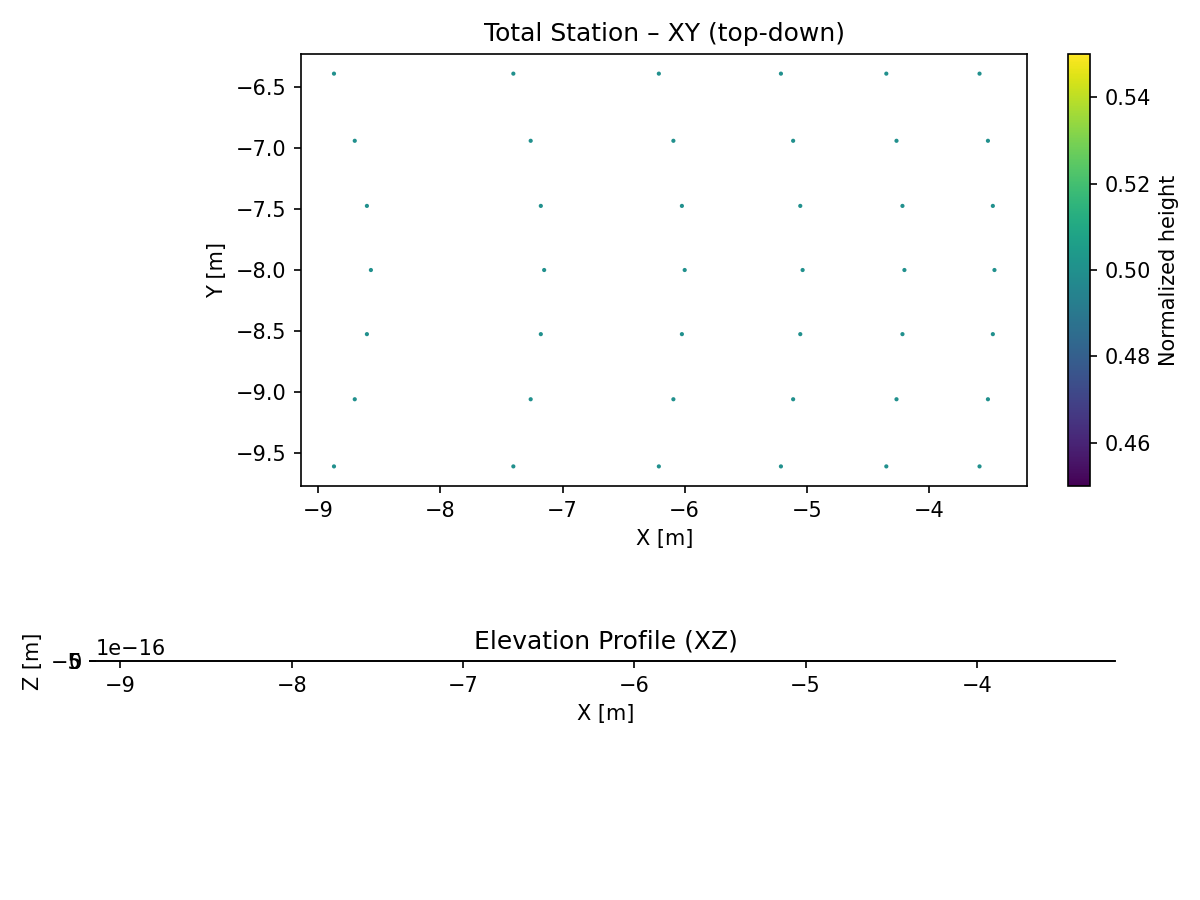 Total Station – XY (top-down)
−6.5
−7.0
−7.5
−8.0
−8.5
−9.0
−9.5
Y [m]
−9 −8 −7 −6 −5 −4
X [m]
0.54
0.52
0.50
0.48
0.46
Normalized height
Elevation Profile (XZ)
1e−16
Z [m]
−9 −8 −7 −6 −5 −4
X [m]